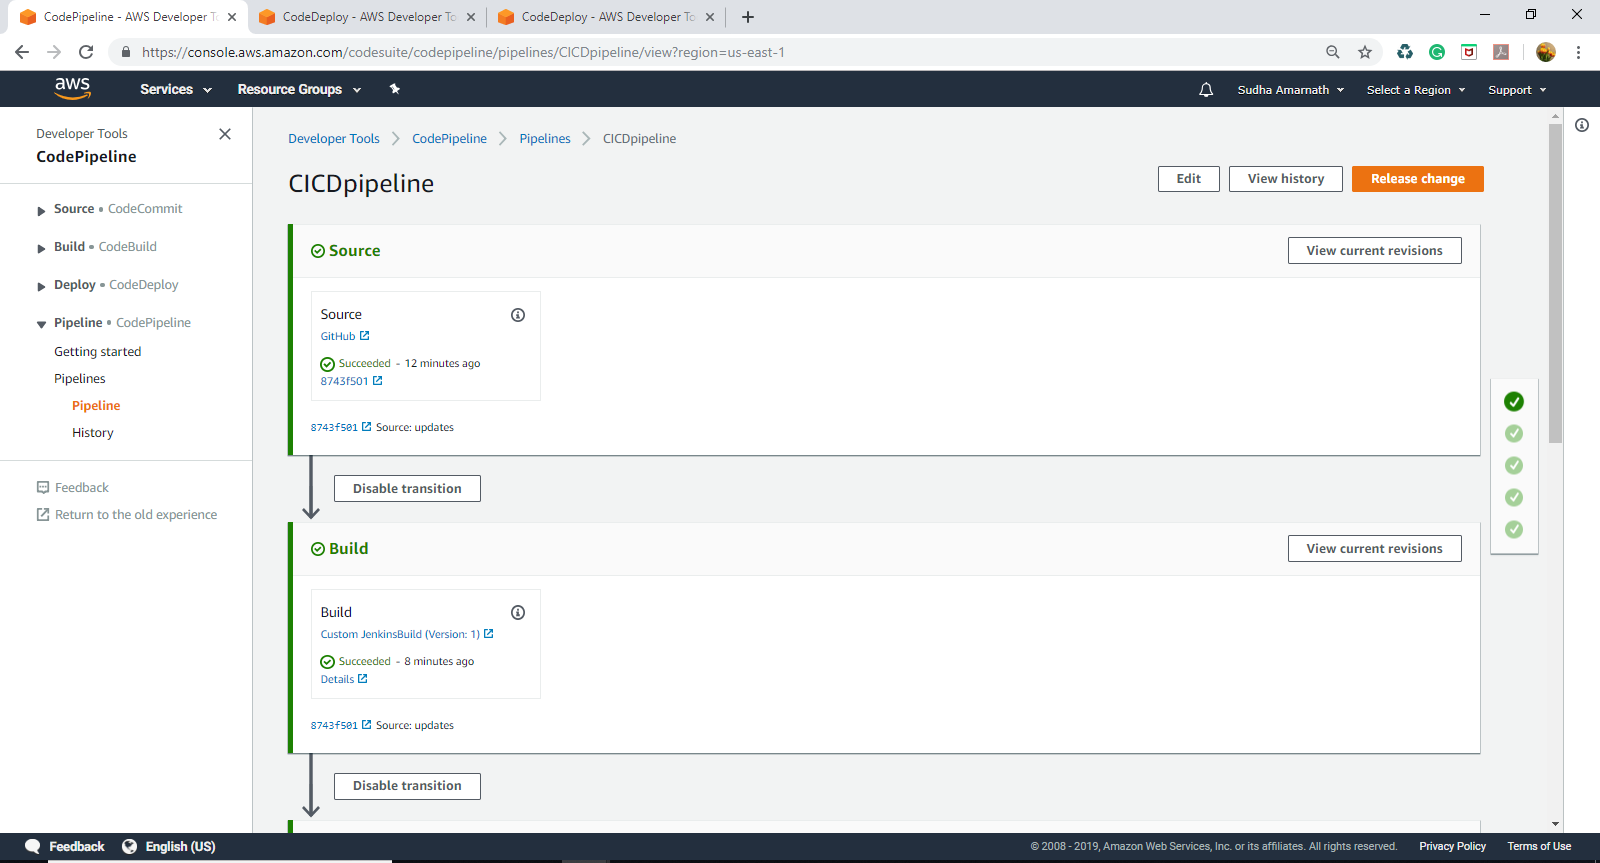 CodePipeline - AWS Developer To
CodeDeploy - AWS Developer To
CodeDeploy - AWS Developer To
https://console.aws.amazon.com/codesuite/codepipeline/pipelines/CICDpipeline/view?region=us-east-1
aws
Services
Resource Groups
Sudha Amarnath
Select a Region
Support
Developer Tools
CodePipeline
Source • CodeCommit
Build • CodeBuild
Deploy • CodeDeploy
Pipeline • CodePipeline
Getting started
Pipelines
Pipeline
History
Feedback
Return to the old experience
Developer Tools
CodePipeline
Pipelines
CICDpipeline
CICDpipeline
Edit
View history
Release change
Source
View current revisions
Source
GitHub
Succeeded - 12 minutes ago
8743f501
8743f501 Source: updates
Disable transition
Build
View current revisions
Build
Custom JenkinsBuild (Version: 1)
Succeeded - 8 minutes ago
Details
8743f501 Source: updates
Disable transition
Feedback
English (US)
© 2008 - 2019, Amazon Web Services, Inc. or its affiliates. All rights reserved.
Privacy Policy
Terms of Use